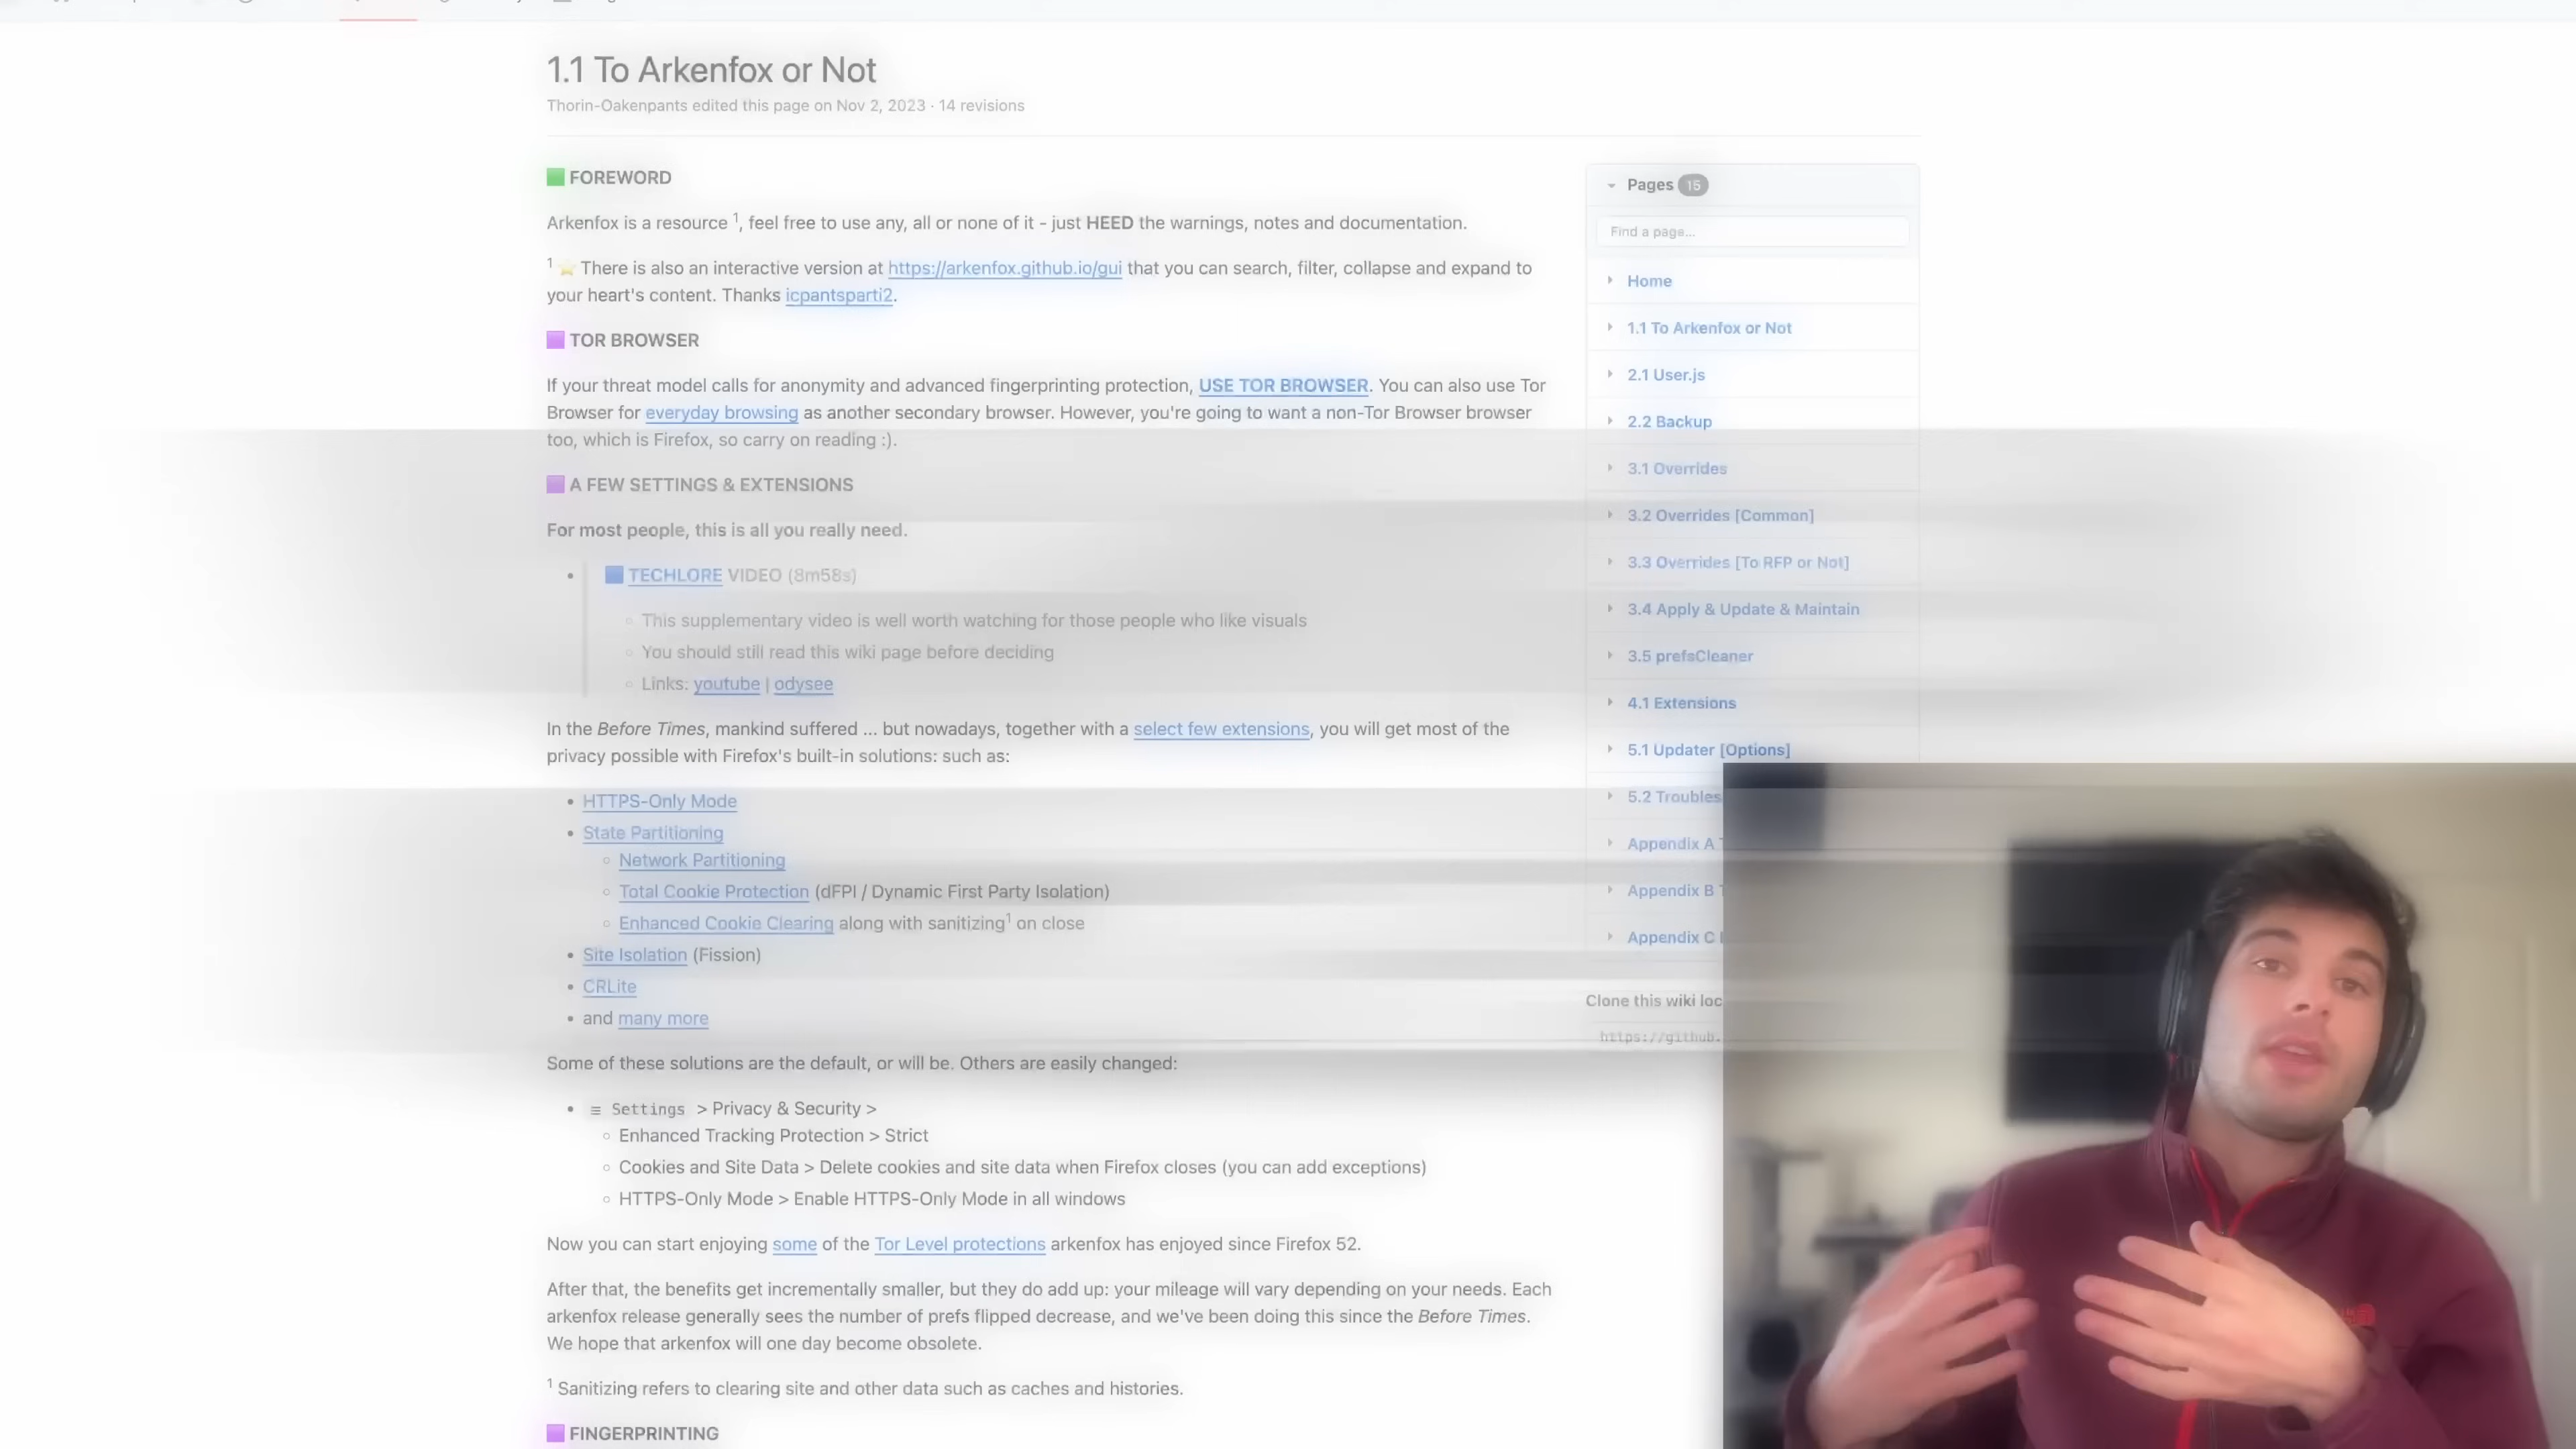 1.1 To Arkenfox or Not
Thorin-Oakenpants edited this page on Nov 2, 2023 · 14 revisions
FOREWORD
Arkenfox is a resource 1, feel free to use any, all or none of it - just HEED the warnings, notes and documentation.
1 ⭐ There is also an interactive version at https://arkenfox.github.io/gui that you can search, filter, collapse and expand to
your heart's content. Thanks icpantsparti2.
TOR BROWSER
If your threat model calls for anonymity and advanced fingerprinting protection, USE TOR BROWSER. You can also use Tor
Browser for everyday browsing as another secondary browser. However, you're going to want a non-Tor Browser browser
too, which is Firefox, so carry on reading :).
A FEW SETTINGS & EXTENSIONS
For most people, this is all you really need.
TECHLORE VIDEO (8m58s)
This supplementary video is well worth watching for those people who like visuals
You should still read this wiki page before deciding
Links: youtube | odysee
In the Before Times, mankind suffered ... but nowadays, together with a select few extensions, you will get most of the
privacy possible with Firefox's built-in solutions: such as:
HTTPS-Only Mode
State Partitioning
Network Partitioning
Total Cookie Protection (dFPI / Dynamic First Party Isolation)
Enhanced Cookie Clearing along with sanitizing1 on close
Site Isolation (Fission)
CRLite
and many more
Some of these solutions are the default, or will be. Others are easily changed:
≡ Settings > Privacy & Security >
Enhanced Tracking Protection > Strict
Cookies and Site Data > Delete cookies and site data when Firefox closes (you can add exceptions)
HTTPS-Only Mode > Enable HTTPS-Only Mode in all windows
Now you can start enjoying some of the Tor Level protections arkenfox has enjoyed since Firefox 52.
After that, the benefits get incrementally smaller, but they do add up: your mileage will vary depending on your needs. Each
arkenfox release generally sees the number of prefs flipped decrease, and we've been doing this since the Before Times.
We hope that arkenfox will one day become obsolete.
1 Sanitizing refers to clearing site and other data such as caches and histories.
FINGERPRINTING
Pages 15
Find a page...
Home
1.1 To Arkenfox or Not
2.1 User.js
2.2 Backup
3.1 Overrides
3.2 Overrides [Common]
3.3 Overrides [To RFP or Not]
3.4 Apply & Update & Maintain
3.5 prefsCleaner
4.1 Extensions
5.1 Updater [Options]
5.2 Troubles
Appendix A
Appendix B
Appendix C
Clone this wiki loc
https://github.